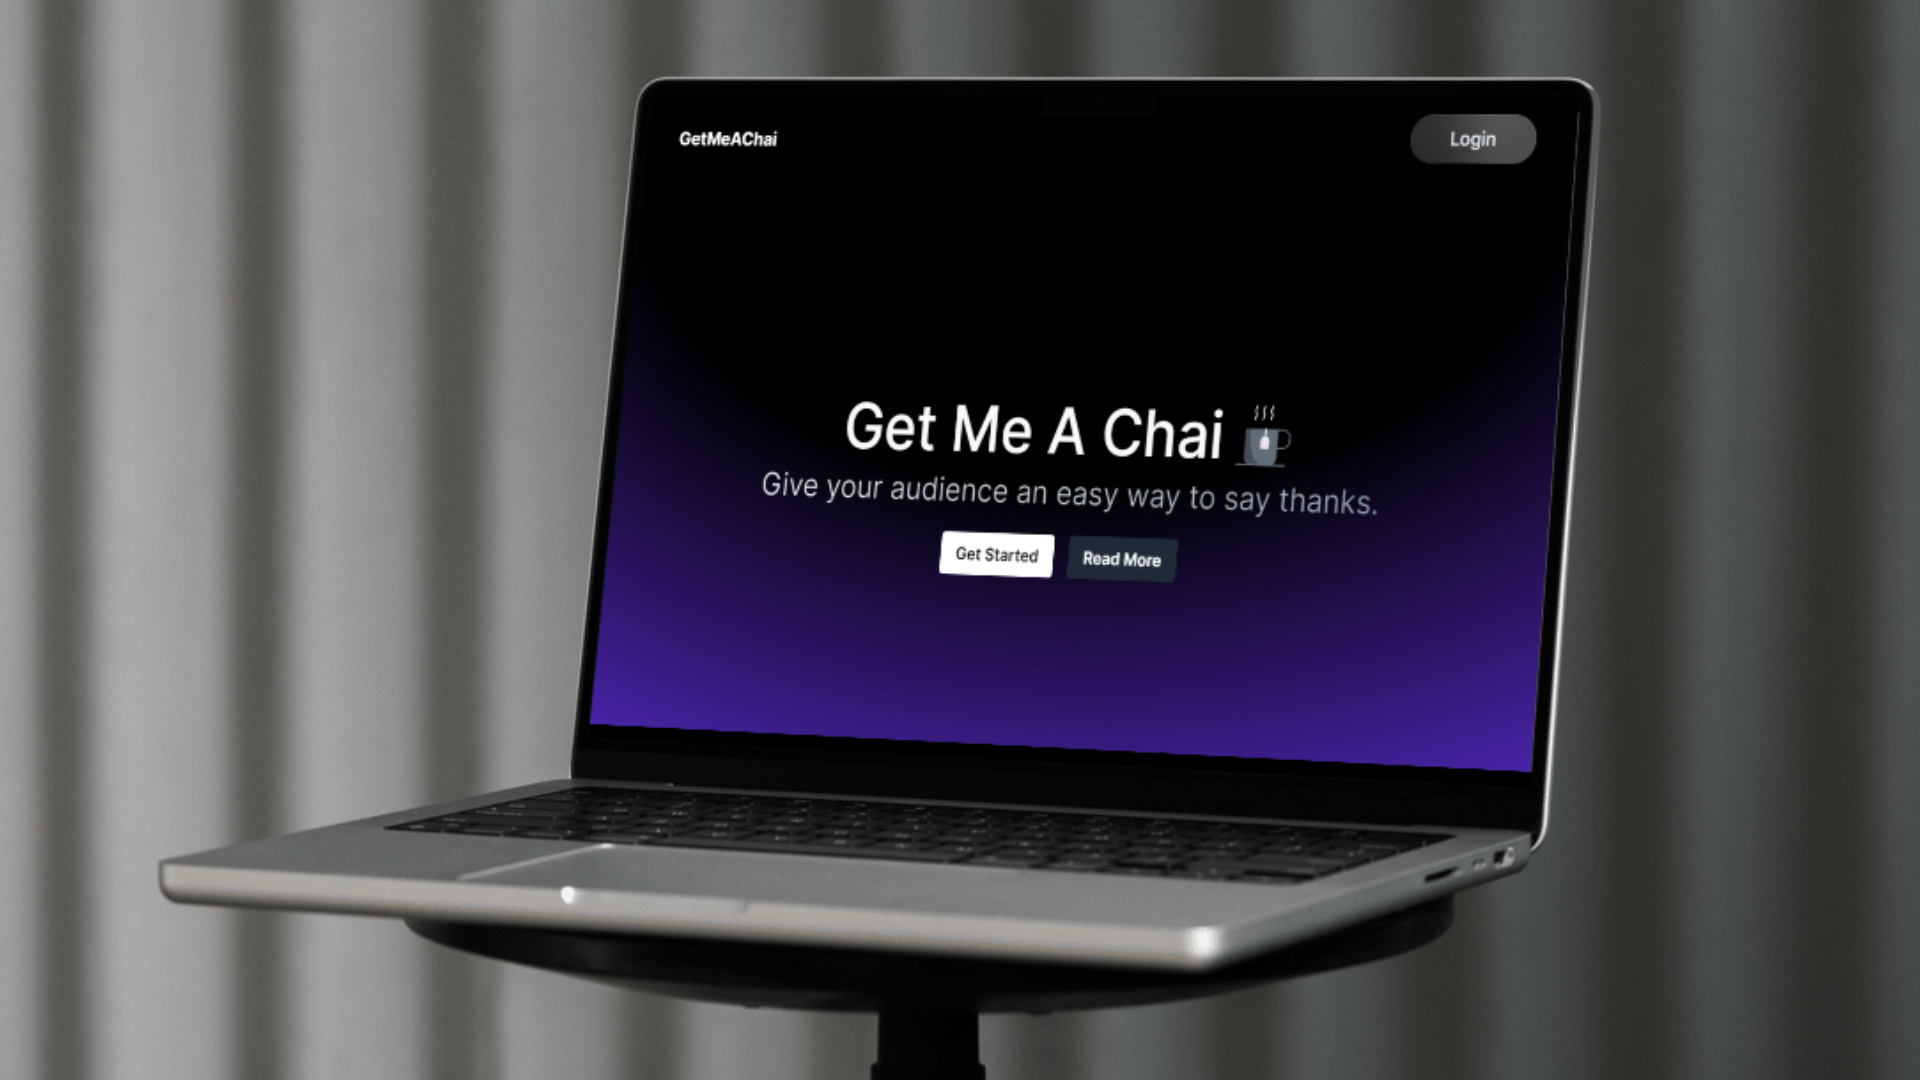 GetMeAChai
Login
Get Me A Chai
Give your audience an easy way to say thanks.
Get Started
Read More